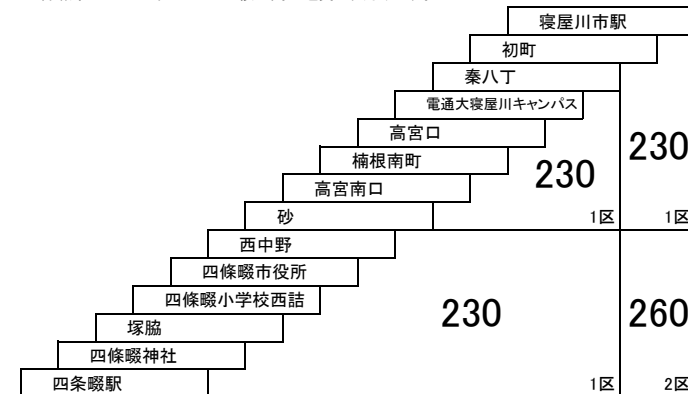 寝屋川市駅
初町
秦八丁
電通大寝屋川キャンパス
高宮口
230
楠根南町
230
高宮南口
砂
1区
1区
西中野
四條畷市役所
四條畷小学校西詰
230
260
塚脇
四條畷神社
四条畷駅
1区
2区